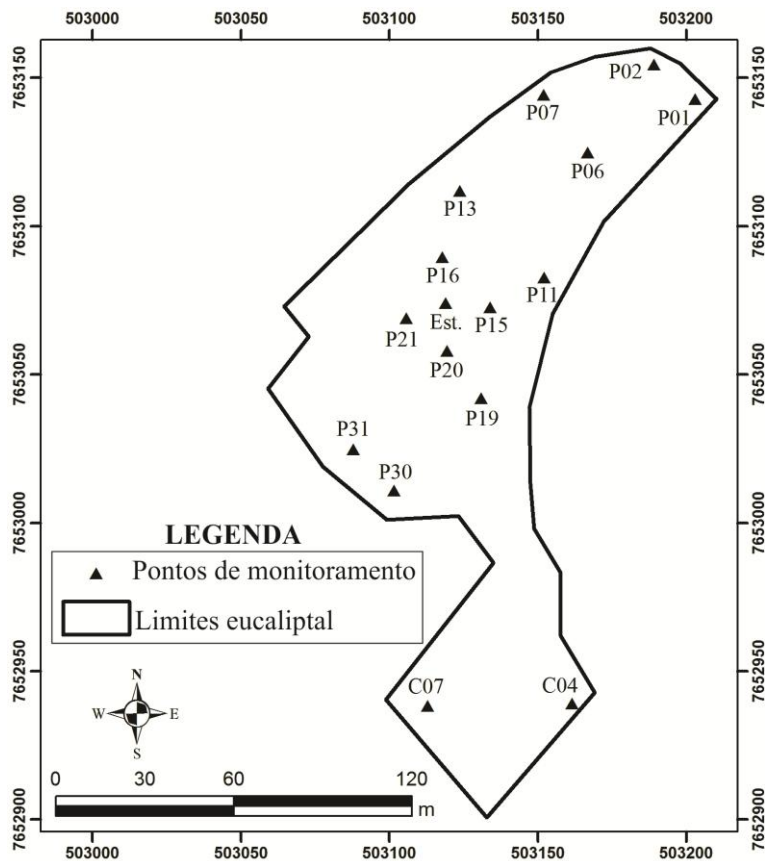 503000 503050 503100 503150 503200
7653150 7653150
P02
P07 P01
P06
P13
7653100 7653100
P16
P11
Est. P15
P21
P20
7653050 7653050
P19
P31
P30
7653000 7653000
LEGENDA
Pontos de monitoramento
Limites eucaliptal
7652950 7652950
C07 C04
N
W E
S
0 30 60 120
m
7652900 7652900
503000 503050 503100 503150 503200